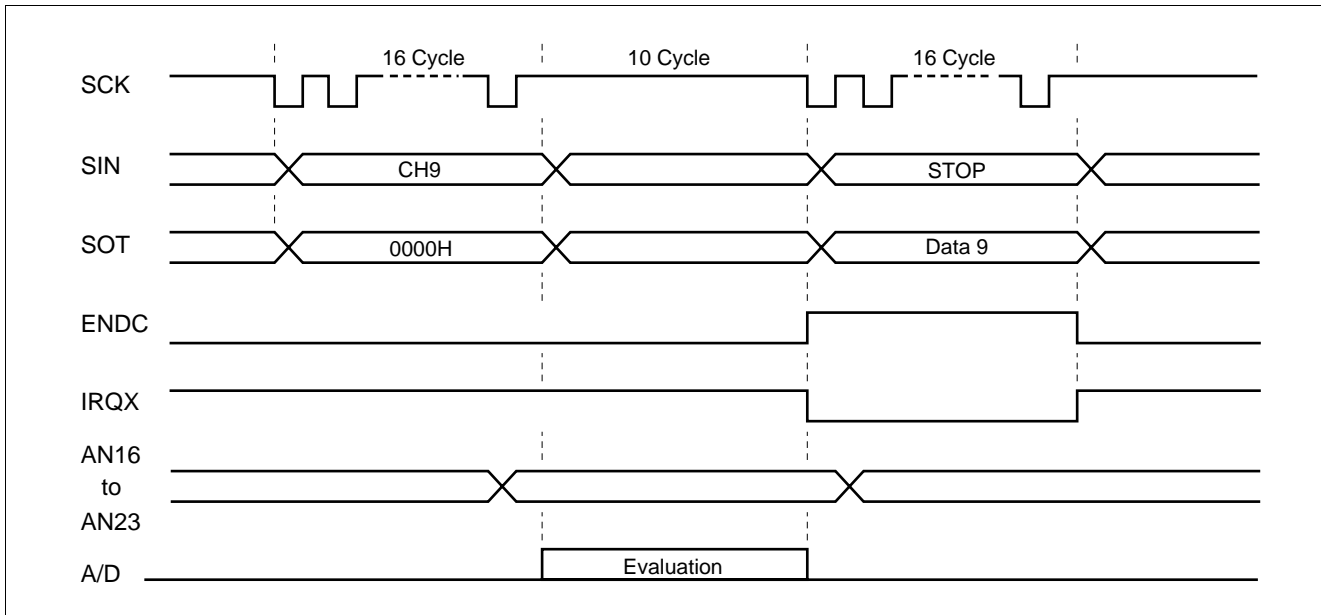 16 Cycle 10 Cycle 16 Cycle
SCK
SIN CH9 STOP
SOT 0000H Data 9
ENDC
IRQX
AN16
to
AN23
A/D Evaluation